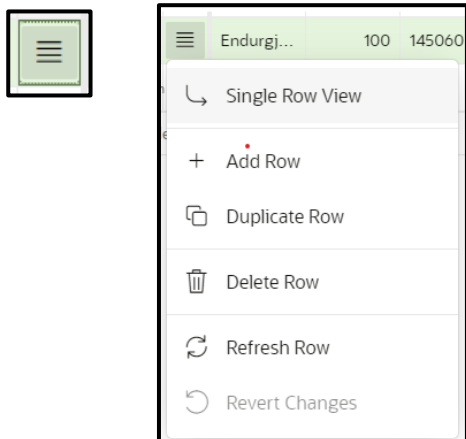 Endurgj... 100 145060
Single Row View
Add Row
Duplicate Row
Delete Row
Refresh Row
Revert Changes